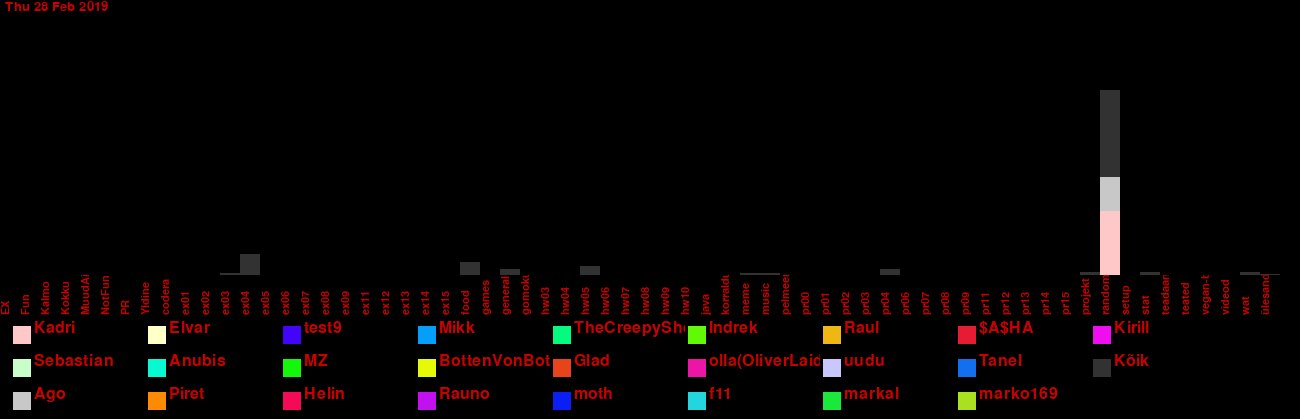 Thu 28 Feb 2019
EX Fun Kalmo Kokku MuudAi NotFun PR Yldine codera ex01 ex02 ex03 ex04 ex05 ex06 ex07 ex08 ex09 ex11 ex12 ex13 ex14 ex15 food games general gomoku hw03 hw04 hw05 hw06 hw07 hw08 hw09 hw10 java korraldu meme music pelmeen pr00 pr01 pr02 pr03 pr04 pr06 pr07 pr08 pr09 pr11 pr12 pr13 pr14 pr15 projekt random setup stat teadaan teated vegan-t videod wat ülesand
Kadri Elvar test9 Mikk TheCreepyShe Indrek Raul $A$HA Kirill
Sebastian Anubis MZ BottenVonBot Glad olla(OliverLaid uudu Tanel Kõik
Ago Piret Helin Rauno moth f11 markal marko169